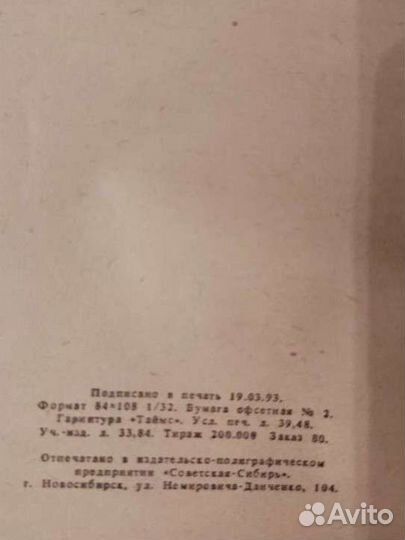 Подписано в печать 19.03.93.
Формат 84×108 1/32. Бумага офсетная № 2.
Гарнитура «Таймс». Усл. печ. л. 39,48.
Уч.-изд. л. 33,84. Тираж 200.000 Заказ 80.
Отпечатано в издательско-полиграфическом
предприятии «Советская-Сибирь»
г. Новосибирск, ул. Немировича-Данченко, 104.
Avito